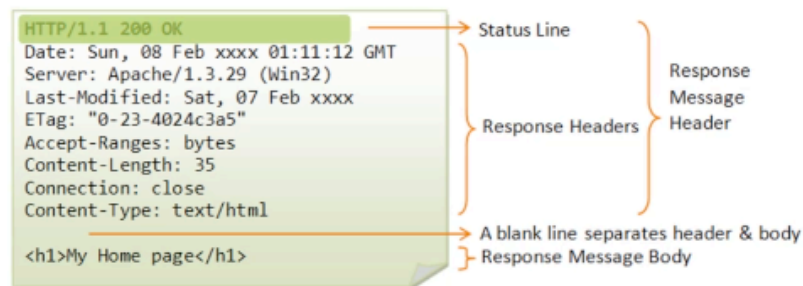 HTTP/1.1 200 OK
Date: Sun, 08 Feb xxxx 01:11:12 GMT
Server: Apache/1.3.29 (Win32)
Last-Modified: Sat, 07 Feb xxxx
ETag: "0-23-4024c3a5"
Accept-Ranges: bytes
Content-Length: 35
Connection: close
Content-Type: text/html
<h1>My Home page</h1>
Status Line
Response Headers
Response
Message
Header
A blank line separates header & body
Response Message Body